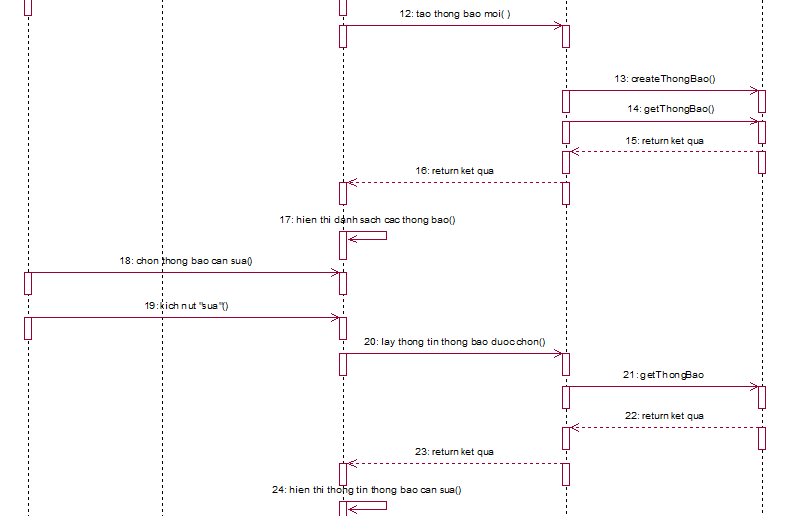 12: tao thong bao moi( )
13: createThongBao()
14: getThongBao()
15: return ket qua
16: return ket qua
17: hien thi danh sach cac thong bao()
18: chon thong bao can sua()
19: kich nut "sua"()
20: lay thong tin thong bao duoc chon()
21: getThongBao
22: return ket qua
23: return ket qua
24: hien thi thong tin thong bao can sua()